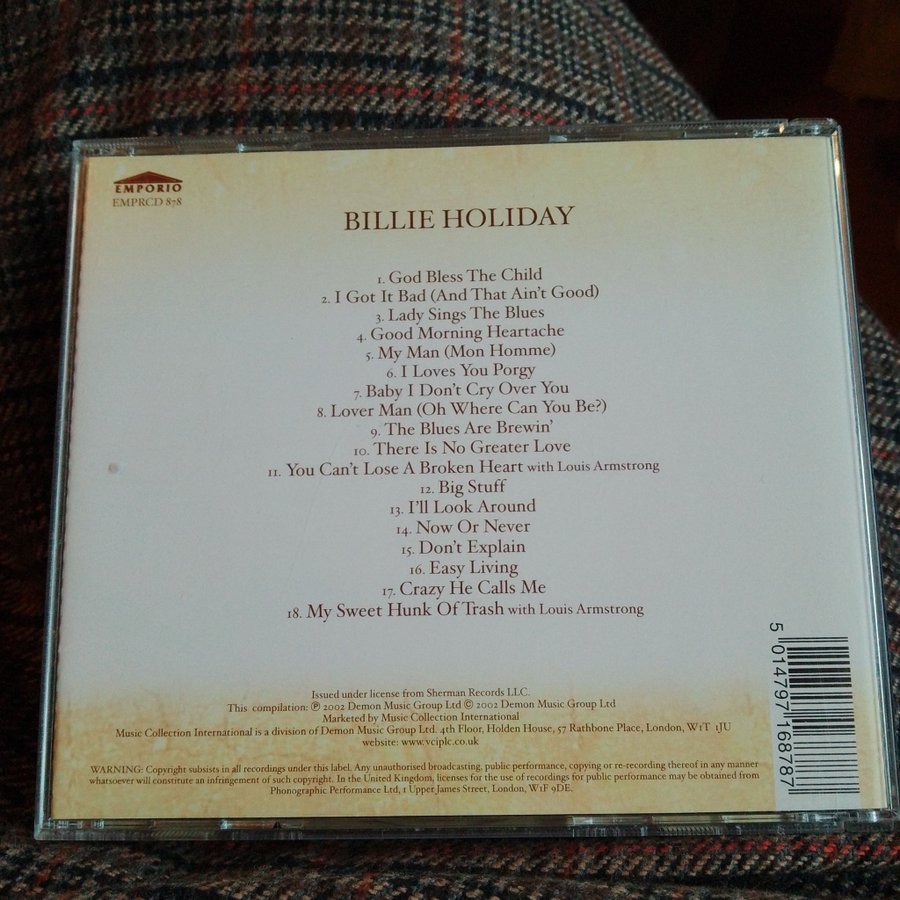 EMPORIO
EMPRCD 878
BILLIE HOLIDAY
1. God Bless The Child
2. I Got It Bad (And That Ain't Good)
3. Lady Sings The Blues
4. Good Morning Heartache
5. My Man (Mon Homme)
6. I Loves You Porgy
7. Baby I Don't Cry Over You
8. Lover Man (Oh Where Can You Be?)
9. The Blues Are Brewin'
10. There Is No Greater Love
11. You Can't Lose A Broken Heart with Louis Armstrong
12. Big Stuff
13. I'll Look Around
14. Now Or Never
15. Don't Explain
16. Easy Living
17. Crazy He Calls Me
18. My Sweet Hunk Of Trash with Louis Armstrong
Issued under license from Sherman Records LLC.
This compilation: ℗ 2002 Demon Music Group Ltd © 2002 Demon Music Group Ltd
Marketed by Music Collection International
Music Collection International is a division of Demon Music Group Ltd. 4th Floor, Holden House, 57 Rathbone Place, London, W1T 1JU
website: www.vciplc.co.uk
WARNING: Copyright subsists in all recordings under this label. Any unauthorised broadcasting, public performance, copying or re-recording thereof in any manner
whatsoever will constitute an infringement of such copyright. In the United Kingdom, licenses for the use of recordings for public performance may be obtained from
Phonographic Performance Ltd, 1 Upper James Street, London, W1F 9DE.
5 014797 168787